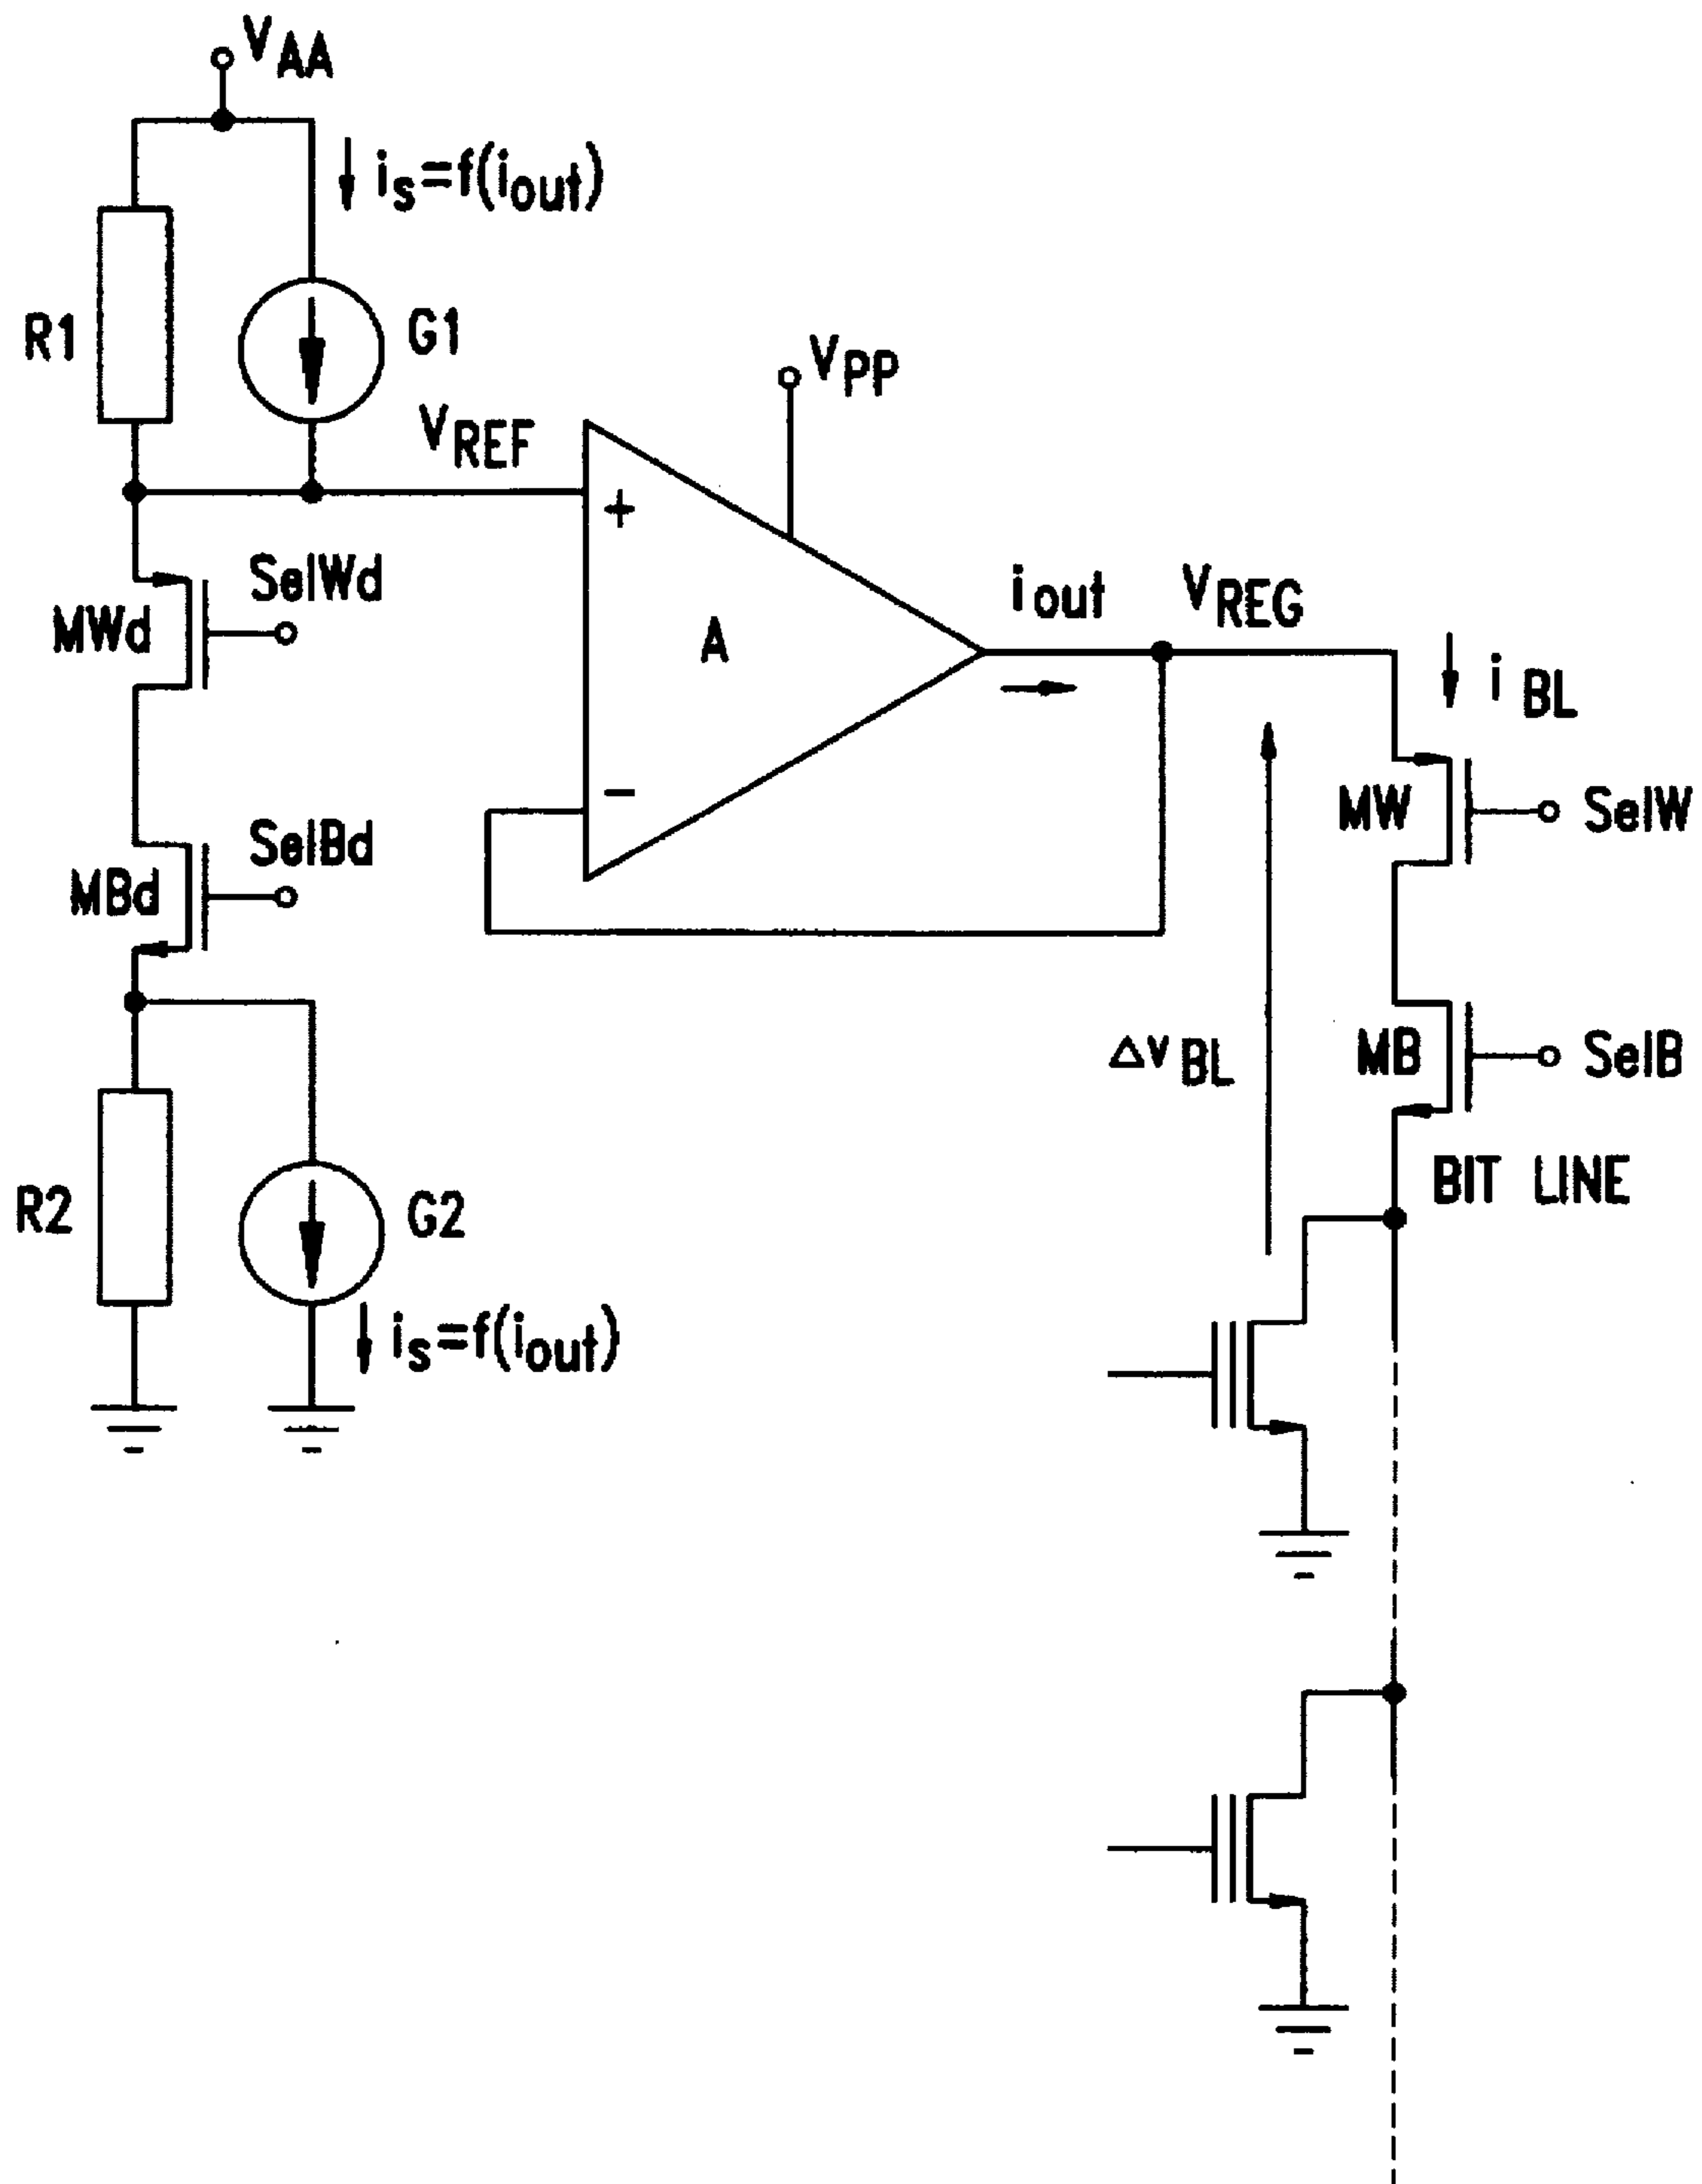 VAA
is=f(iout)
R1
G1
VREF
VPP
+
SelWd
MWd
A
iout
VREG
iBL
MW
SelW
−
SelBd
MBd
ΔvBL
MB
SelB
BIT LINE
R2
G2
is=f(iout)